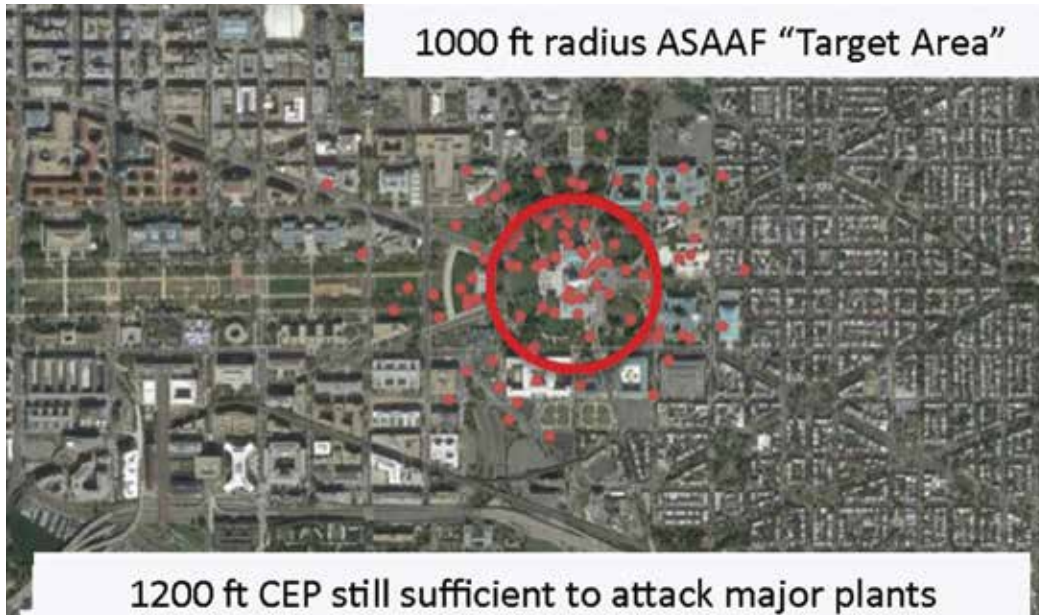 1000 ft radius ASAAF “Target Area”
1200 ft CEP still sufficient to attack major plants